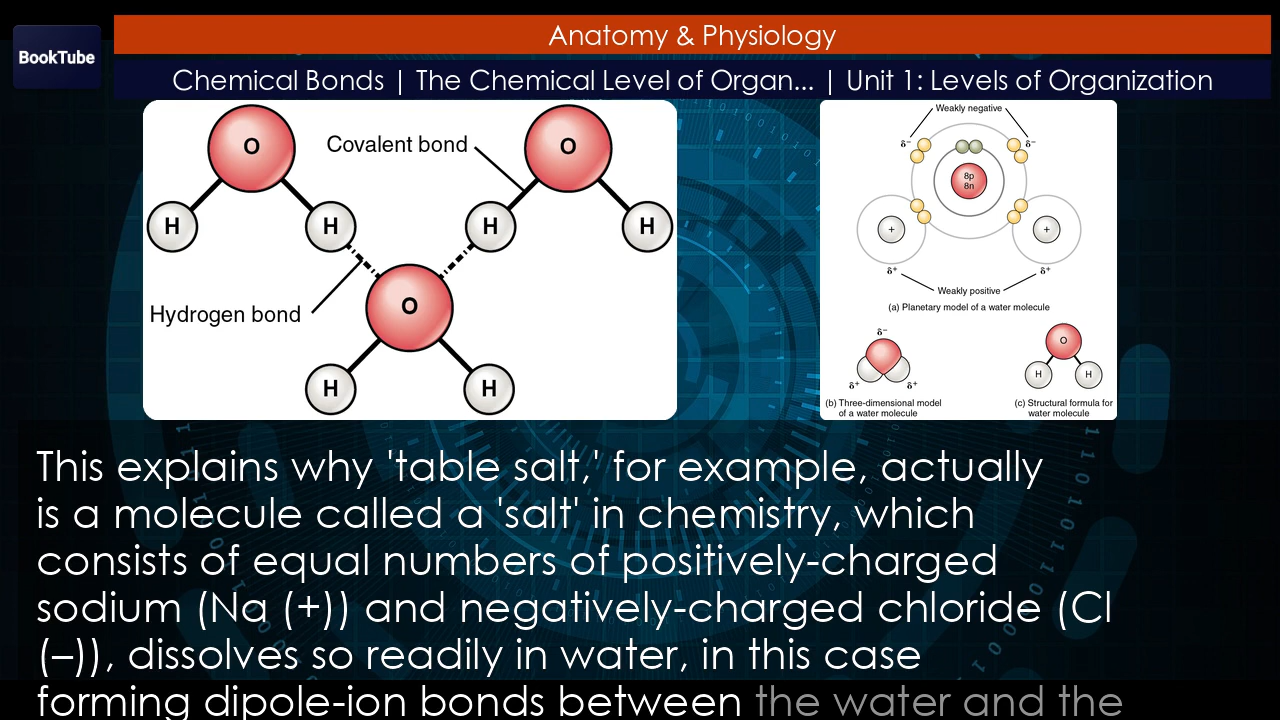 BookTube
Anatomy & Physiology
Chemical Bonds | The Chemical Level of Organ... | Unit 1: Levels of Organization
O
Covalent bond
O
H
H
H
H
O
Hydrogen bond
H
H
Weakly negative
δ–
δ–
8p
8n
+
+
δ+
δ+
Weakly positive
(a) Planetary model of a water molecule
δ–
δ+
δ+
(b) Three-dimensional model
of a water molecule
O
H
H
(c) Structural formula for
water molecule
This explains why 'table salt,' for example, actually
is a molecule called a 'salt' in chemistry, which
consists of equal numbers of positively-charged
sodium (Na (+)) and negatively-charged chloride (Cl
(–)), dissolves so readily in water, in this case
forming dipole-ion bonds between the water and the